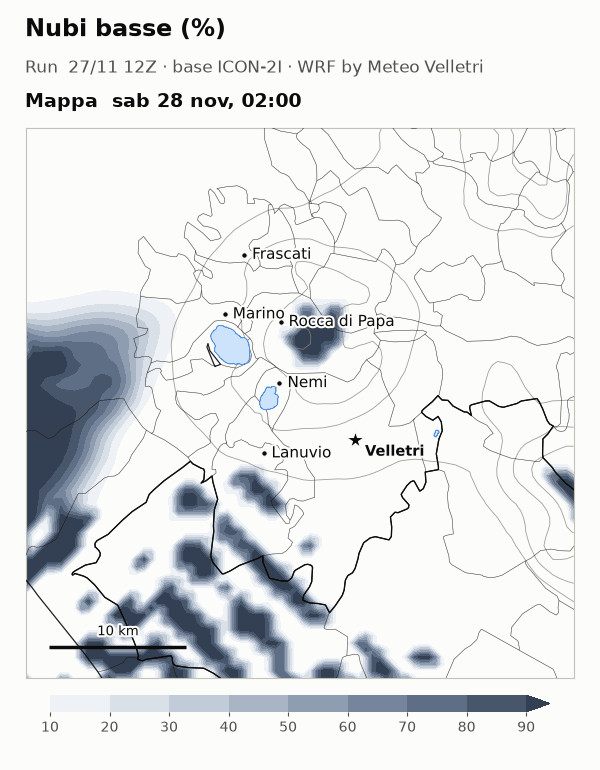 Nubi basse (%)
Run  27/11 12Z · base ICON-2I · WRF by Meteo Velletri
Mappa  sab 28 nov, 02:00
Frascati
Marino
Rocca di Papa
Nemi
Velletri
Lanuvio
10 km
10 20 30 40 50 60 70 80 90